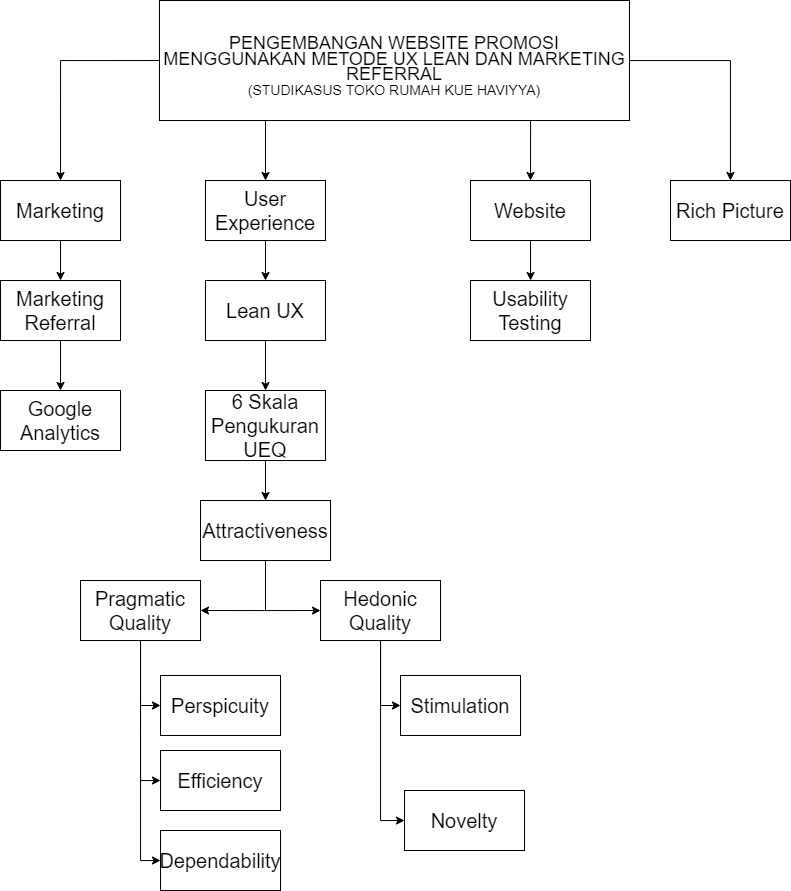 PENGEMBANGAN WEBSITE PROMOSI
MENGGUNAKAN METODE UX LEAN DAN MARKETING
REFERRAL
(STUDIKASUS TOKO RUMAH KUE HAVIYYA)
Marketing
User
Experience
Website
Rich Picture
Marketing
Referral
Lean UX
Usability
Testing
Google
Analytics
6 Skala
Pengukuran
UEQ
Attractiveness
Pragmatic
Quality
Hedonic
Quality
Perspicuity
Stimulation
Efficiency
Novelty
Dependability